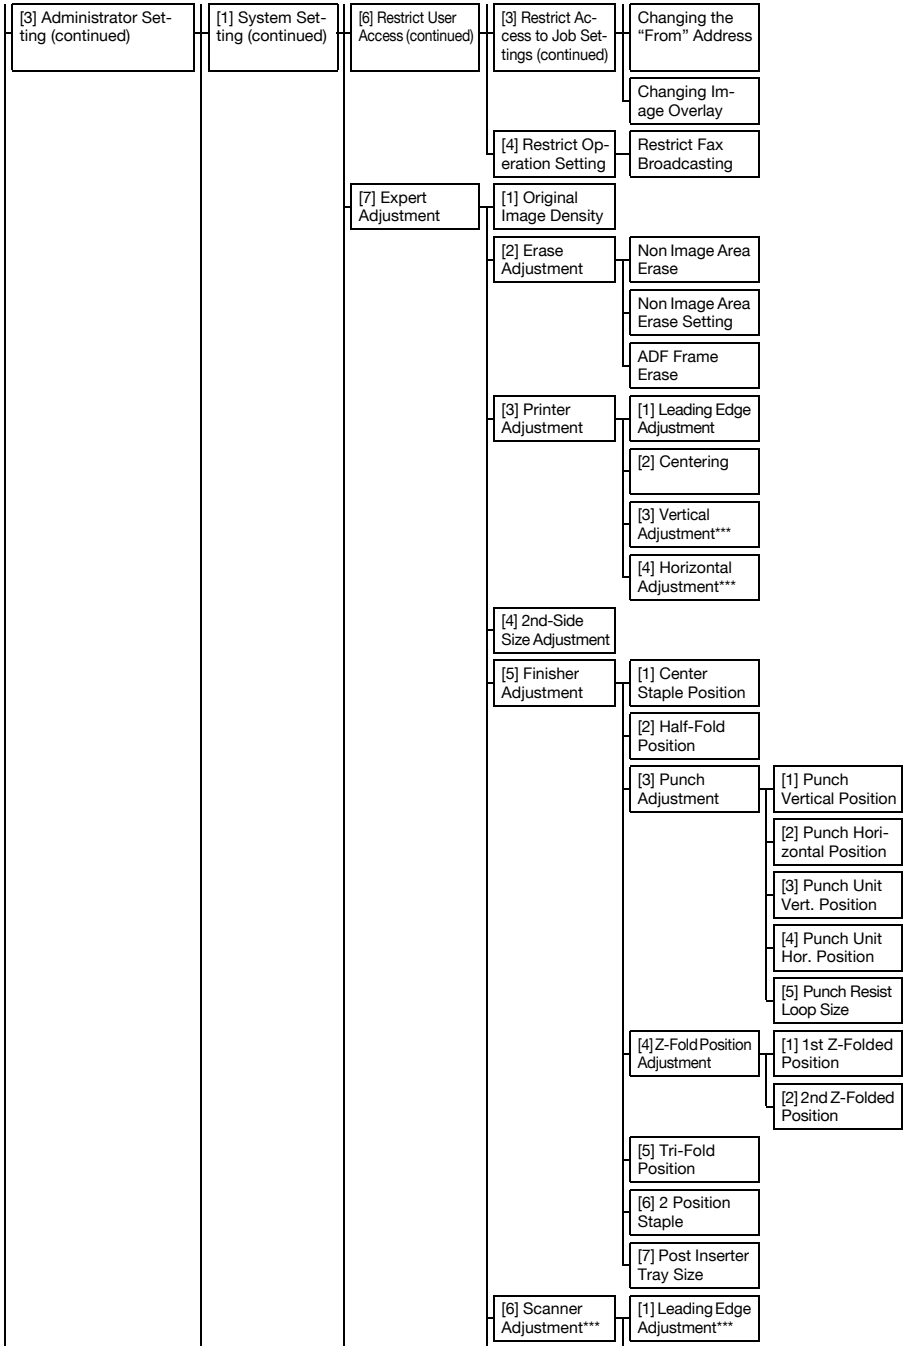 [3] Administrator Set-
ting (continued)
[1] System Set-
ting (continued)
[6] Restrict User
Access (continued)
[3] Restrict Ac-
cess to Job Set-
tings (continued)
Changing the
“From” Address
Changing Im-
age Overlay
[4] Restrict Op-
eration Setting
Restrict Fax
Broadcasting
[7] Expert
Adjustment
[1] Original
Image Density
[2] Erase
Adjustment
Non Image Area
Erase
Non Image Area
Erase Setting
ADF Frame
Erase
[3] Printer
Adjustment
[1] Leading Edge
Adjustment
[2] Centering
[3] Vertical
Adjustment***
[4] Horizontal
Adjustment***
[4] 2nd-Side
Size Adjustment
[5] Finisher
Adjustment
[1] Center
Staple Position
[2] Half-Fold
Position
[3] Punch
Adjustment
[1] Punch
Vertical Position
[2] Punch Hori-
zontal Position
[3] Punch Unit
Vert. Position
[4] Punch Unit
Hor. Position
[5] Punch Resist
Loop Size
[4] Z-Fold Position
Adjustment
[1] 1st Z-Folded
Position
[2] 2nd Z-Folded
Position
[5] Tri-Fold
Position
[6] 2 Position
Staple
[7] Post Inserter
Tray Size
[6] Scanner
Adjustment***
[1] Leading Edge
Adjustment***